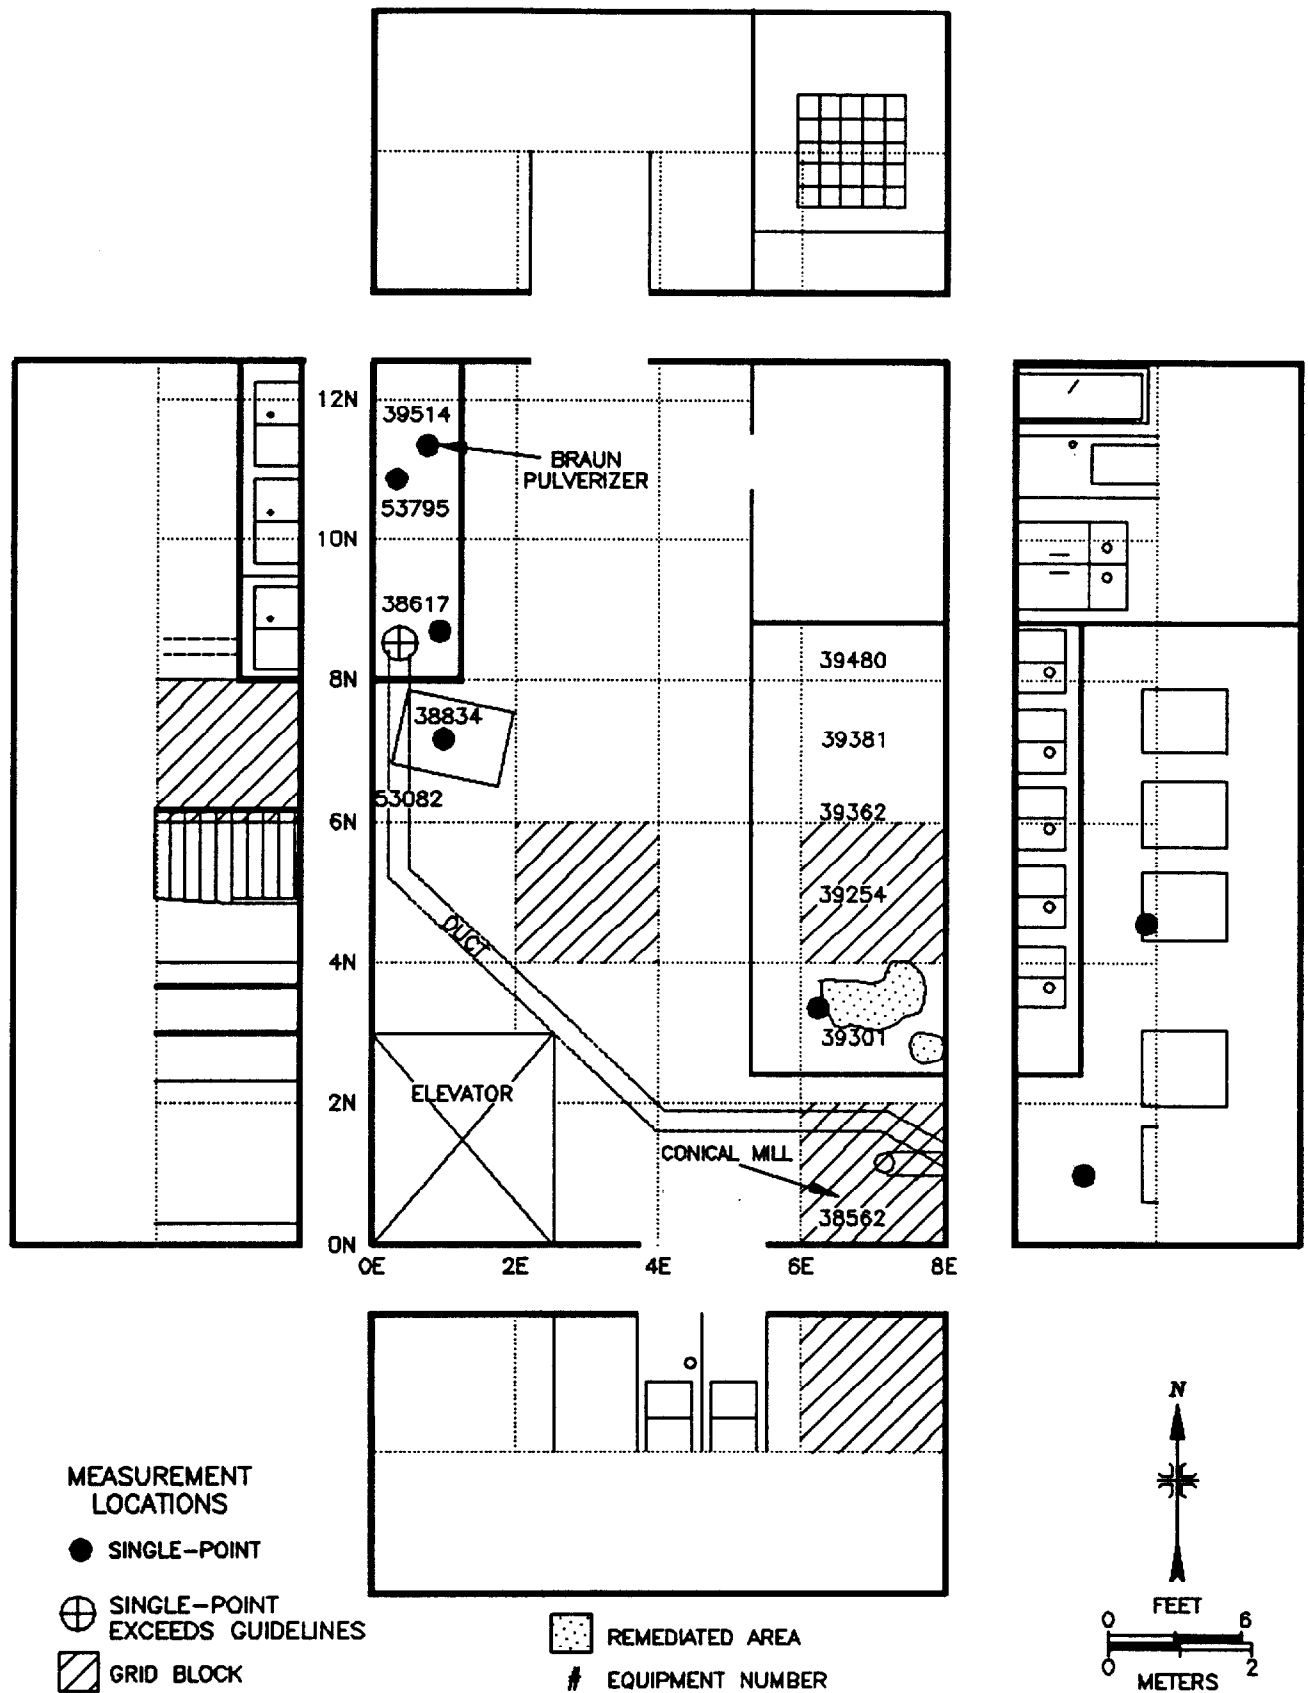 12N
39514
BRAUN
PULVERIZER
53795
10N
38617
39480
8N
38834
39381
53082
39362
6N
39254
DUCT
4N
39301
ELEVATOR
2N
CONICAL MILL
38562
0N
0E
2E
4E
6E
8E
N
MEASUREMENT
LOCATIONS
SINGLE-POINT
SINGLE-POINT
EXCEEDS GUIDELINES
GRID BLOCK
REMEDIATED AREA
# EQUIPMENT NUMBER
FEET
0 6
0 2
METERS